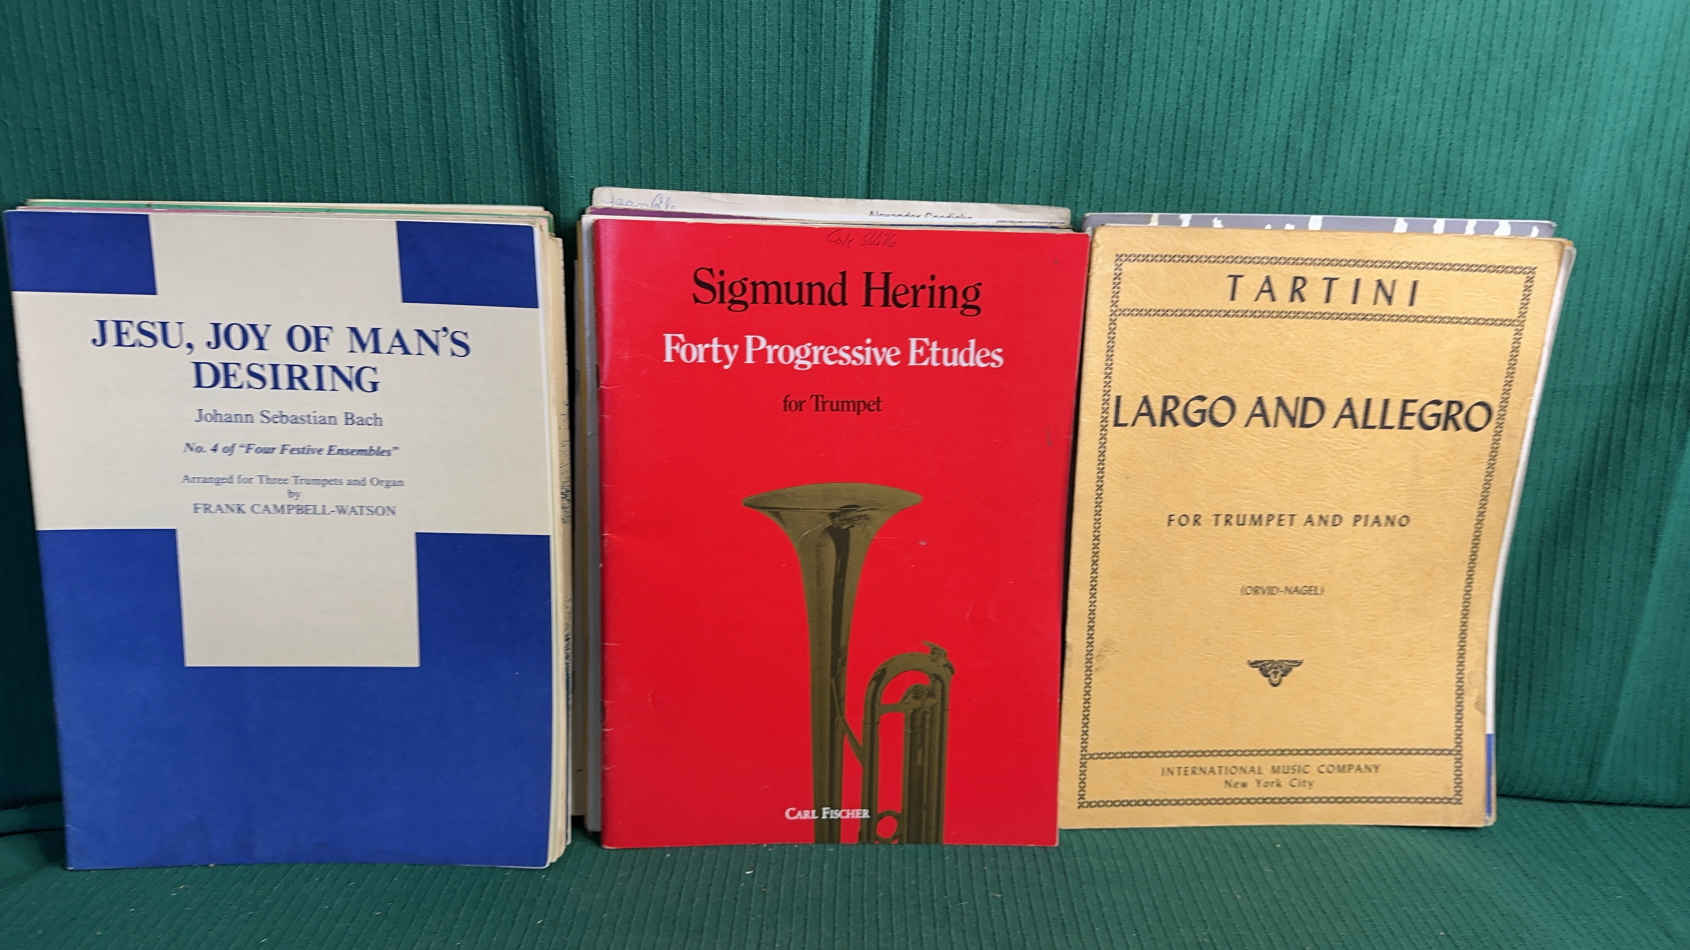 JESU, JOY OF MAN'S
DESIRING
Johann Sebastian Bach
No. 4 of "Four Festive Ensembles"
Arranged for Three Trumpets and Organ
by
FRANK CAMPBELL-WATSON
Sigmund Hering
Forty Progressive Etudes
for Trumpet
CARL FISCHER
TARTINI
LARGO AND ALLEGRO
FOR TRUMPET AND PIANO
(ORVID-NAGEL)
INTERNATIONAL MUSIC COMPANY
New York City